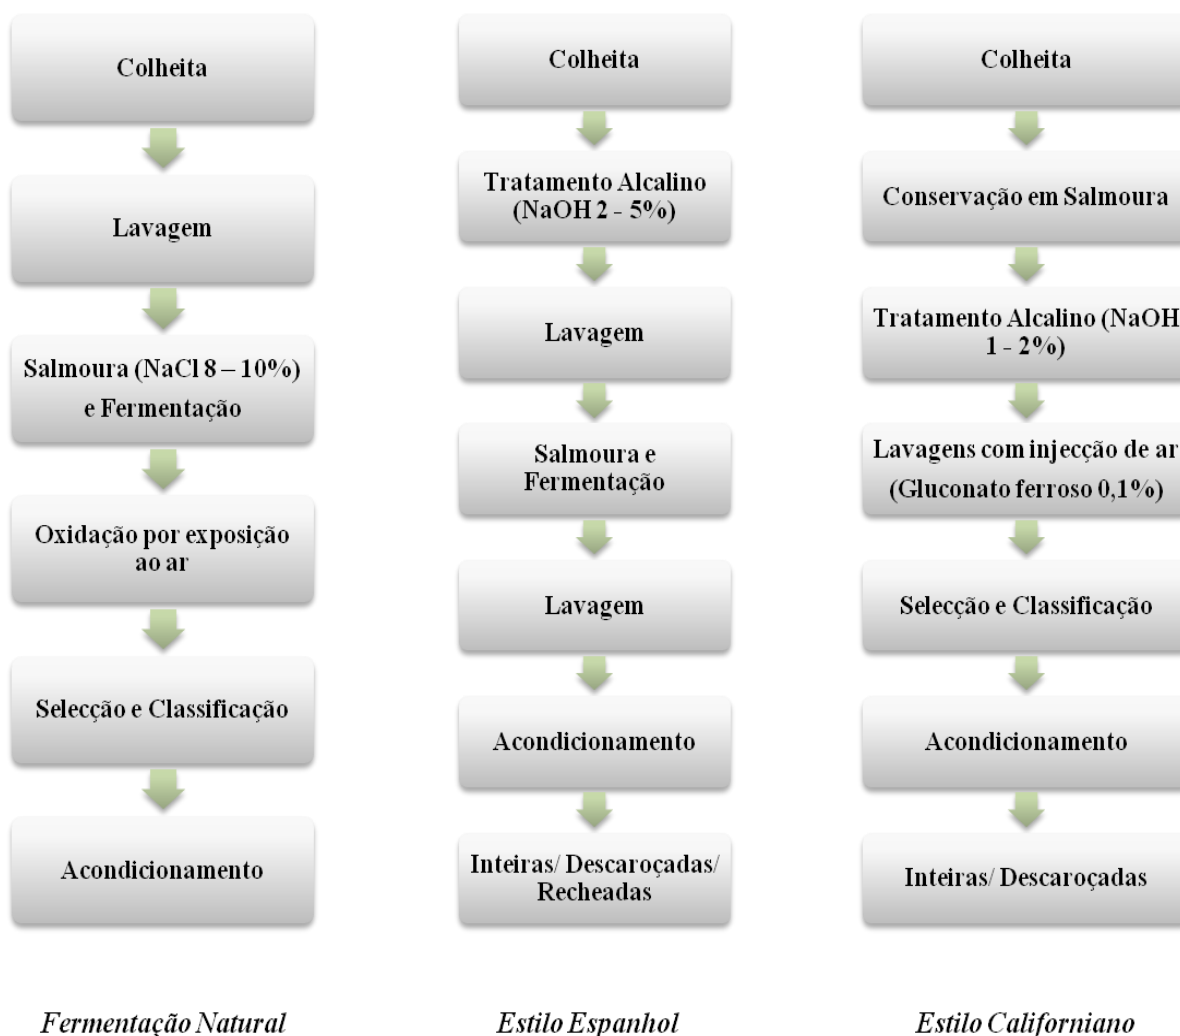 Colheita
Lavagem
Salmoura (NaCl 8 – 10%)
e Fermentação
Oxidação por exposição
ao ar
Selecção e Classificação
Acondicionamento
Fermentação Natural
Colheita
Tratamento Alcalino
(NaOH 2 - 5%)
Lavagem
Salmoura e
Fermentação
Lavagem
Acondicionamento
Inteiras/ Descaroçadas/
Recheadas
Estilo Espanhol
Colheita
Conservação em Salmoura
Tratamento Alcalino (NaOH
1 - 2%)
Lavagens com injecção de ar
(Gluconato ferroso 0,1%)
Selecção e Classificação
Acondicionamento
Inteiras/ Descaroçadas
Estilo Californiano